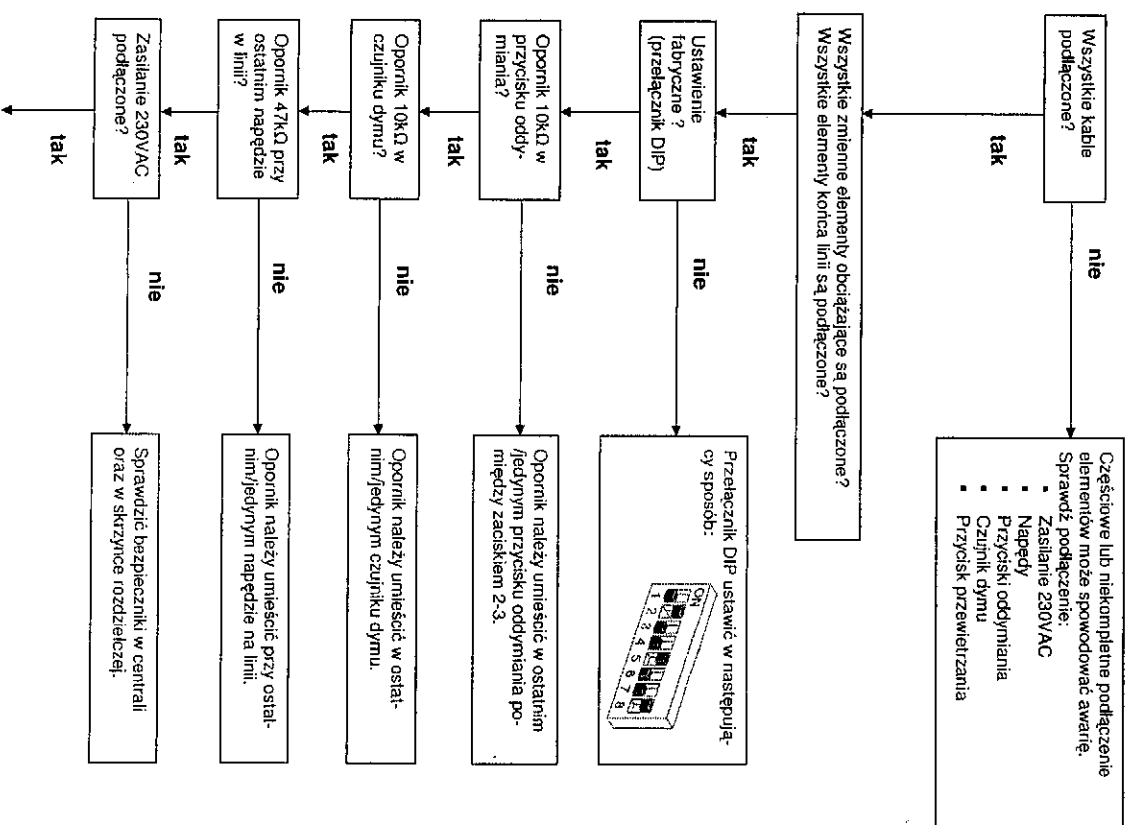 Wszystkie kable
podłączone?
nie
Częściowe lub niekompletne podłączenie
elementów może spowodować awarię.
Sprawdź podłączenie:
▪ Zasilanie 230VAC
▪ Napędy
▪ Przyciski oddymiania
▪ Czujnik dymu
▪ Przycisk przewietrzania
tak
Wszystkie zmienne elementy obciążające są podłączone?
Wszystkie elementy końca linii są podłączone?
tak
Ustawienie
fabryczne ?
(przełącznik DIP)
nie
Przełącznik DIP ustawić w następują-
cy sposób:
ON
1 2 3 4 5 6 7 8
tak
Opornik 10kΩ w
przycisku oddy-
miania?
nie
Opornik należy umieścić w ostatnim
/jedynym przycisku oddymiania po-
między zaciskiem 2-3.
tak
Opornik 10kΩ w
czujniku dymu?
nie
Opornik należy umieścić w ostat-
nim/jedynym czujniku dymu.
tak
Opornik 47kΩ przy
ostatnim napędzie
w linii?
nie
Opornik należy umieścić przy ostat-
nim/jedynym napędzie na linii.
tak
Zasilanie 230VAC
podłączone?
nie
Sprawdzić bezpieczniki w centrali
oraz w skrzynce rozdzielczej.
tak